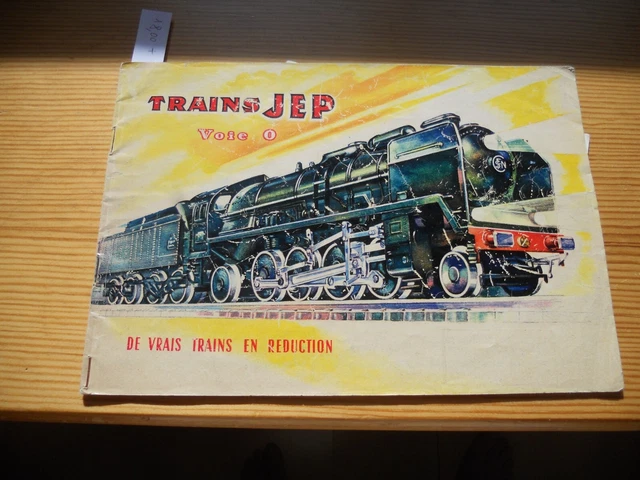 TRAINS JEP
Voie 0
DE VRAIS TRAINS EN REDUCTION